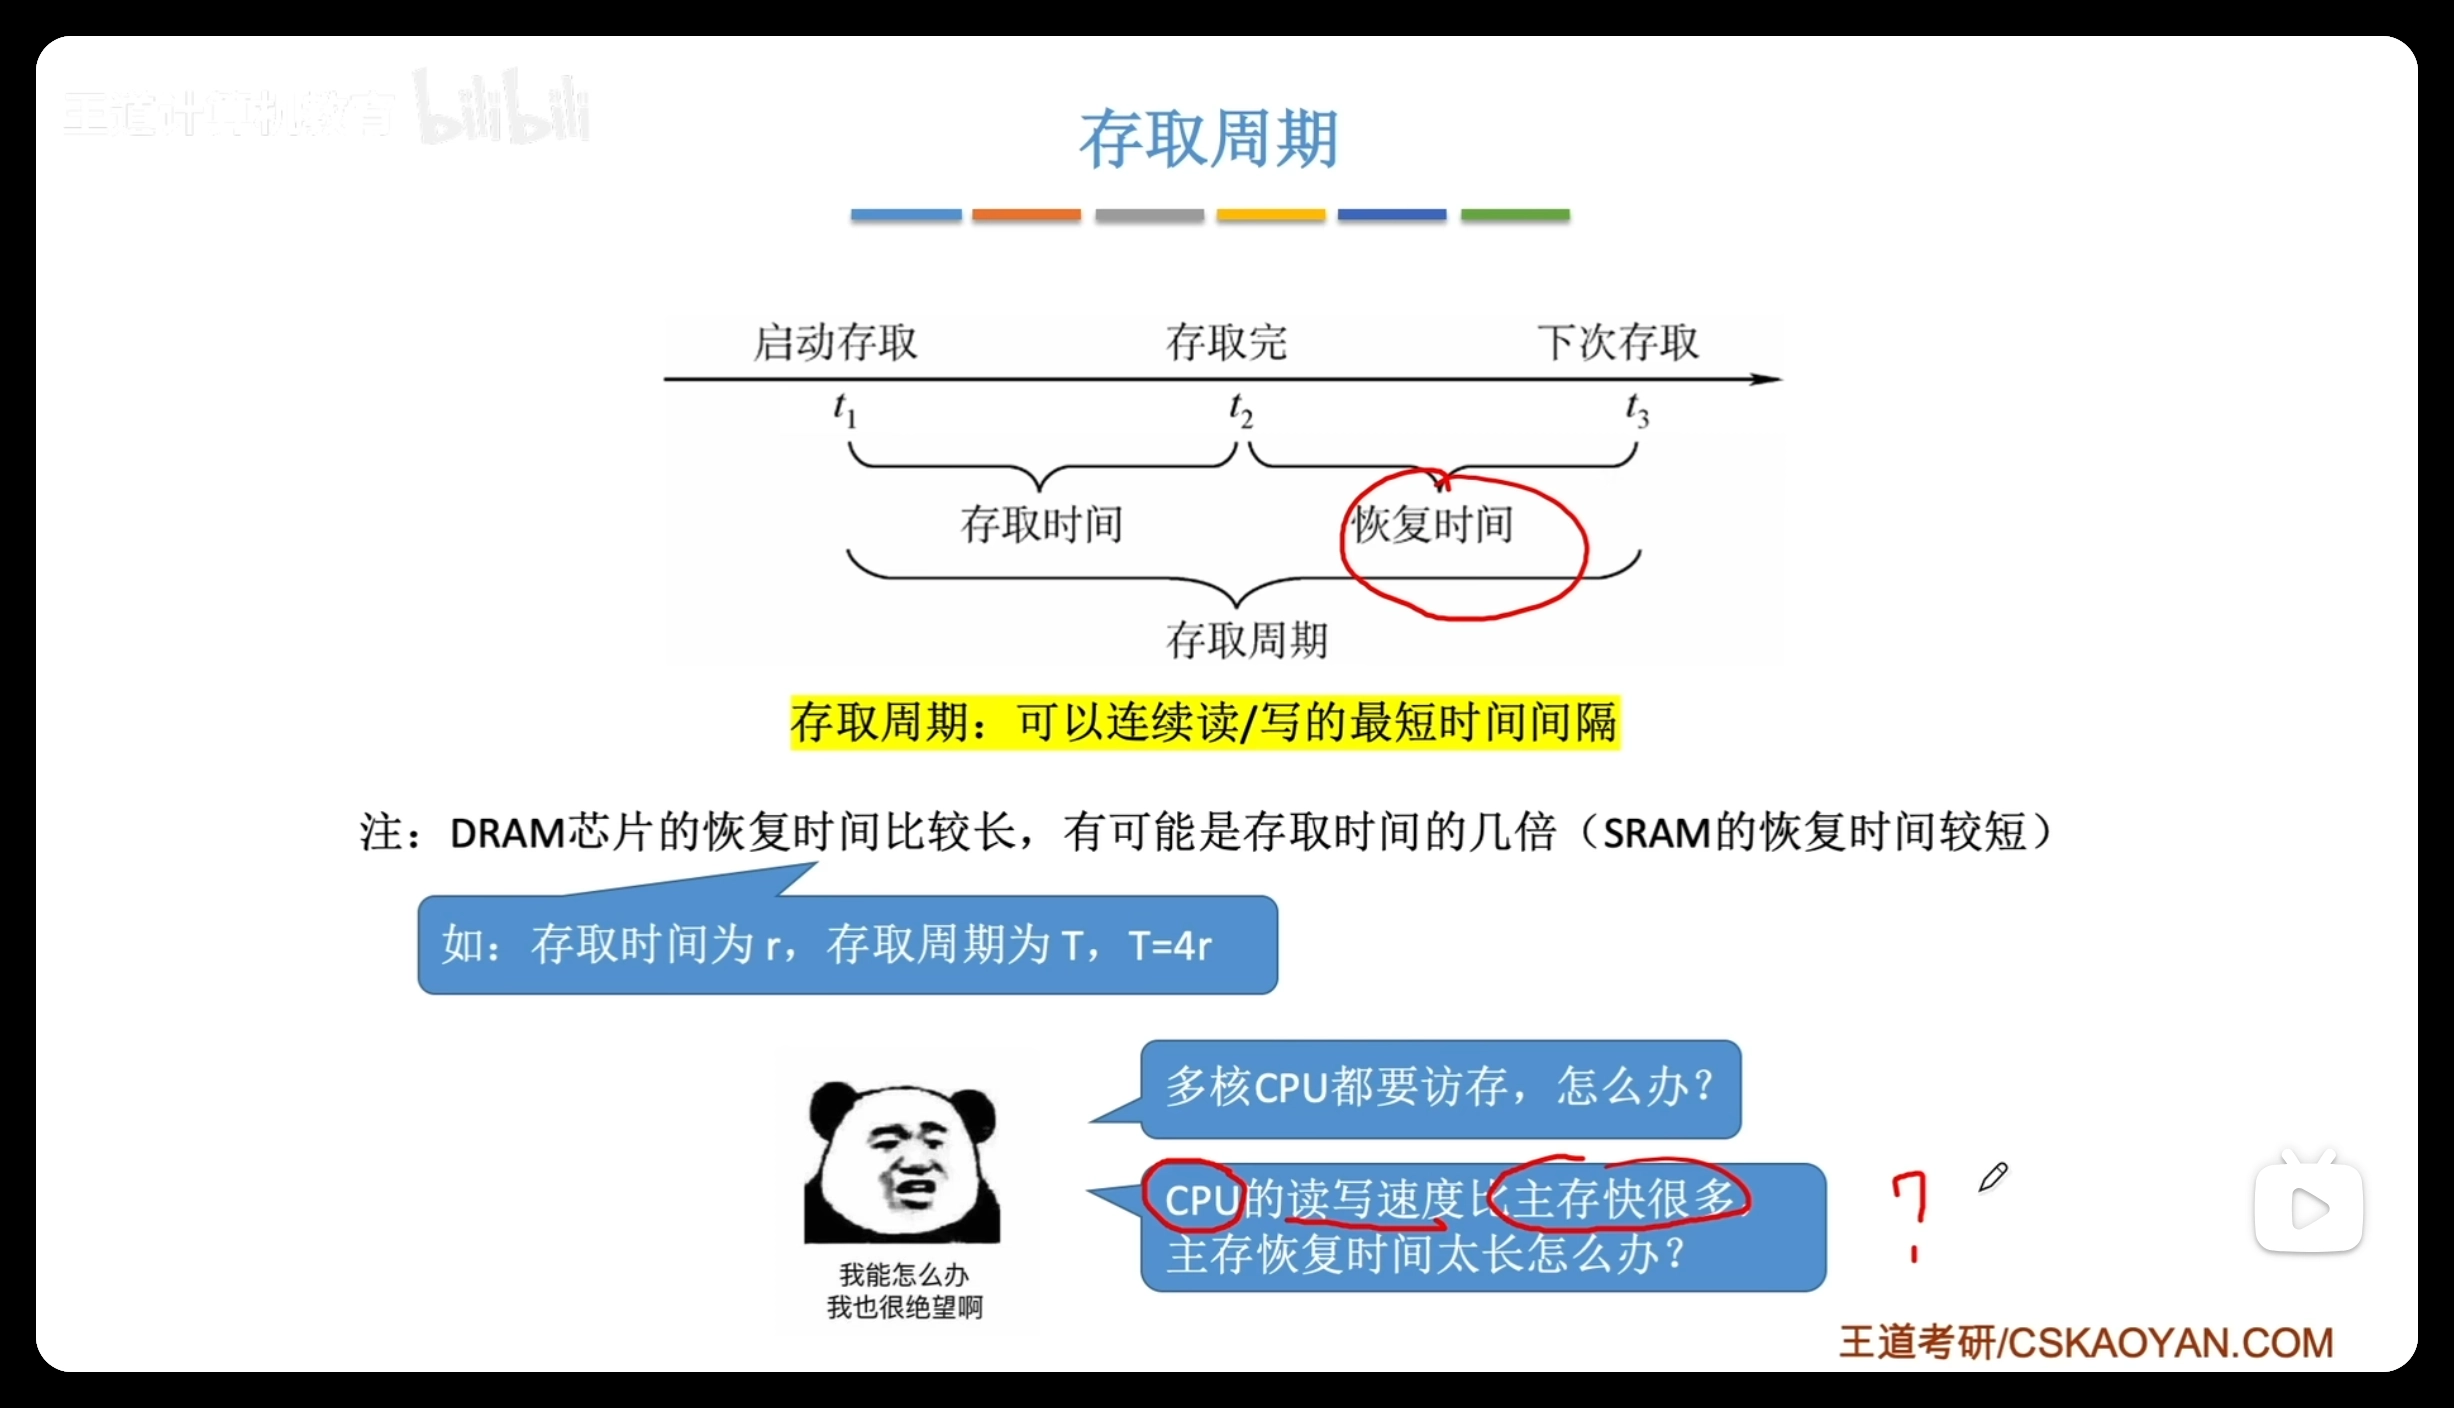 王道计算机教育 bilibili
存取周期
启动存取 存取完 下次存取
t1 t2 t3
存取时间 恢复时间
存取周期
存取周期：可以连续读/写的最短时间间隔
注：DRAM芯片的恢复时间比较长，有可能是存取时间的几倍（SRAM的恢复时间较短）
如：存取时间为 r，存取周期为 T，T=4r
多核CPU都要访存，怎么办？
CPU的读写速度比主存快很多，
主存恢复时间太长怎么办？
?
我能怎么办
我也很绝望啊
王道考研/CSKAOYAN.COM